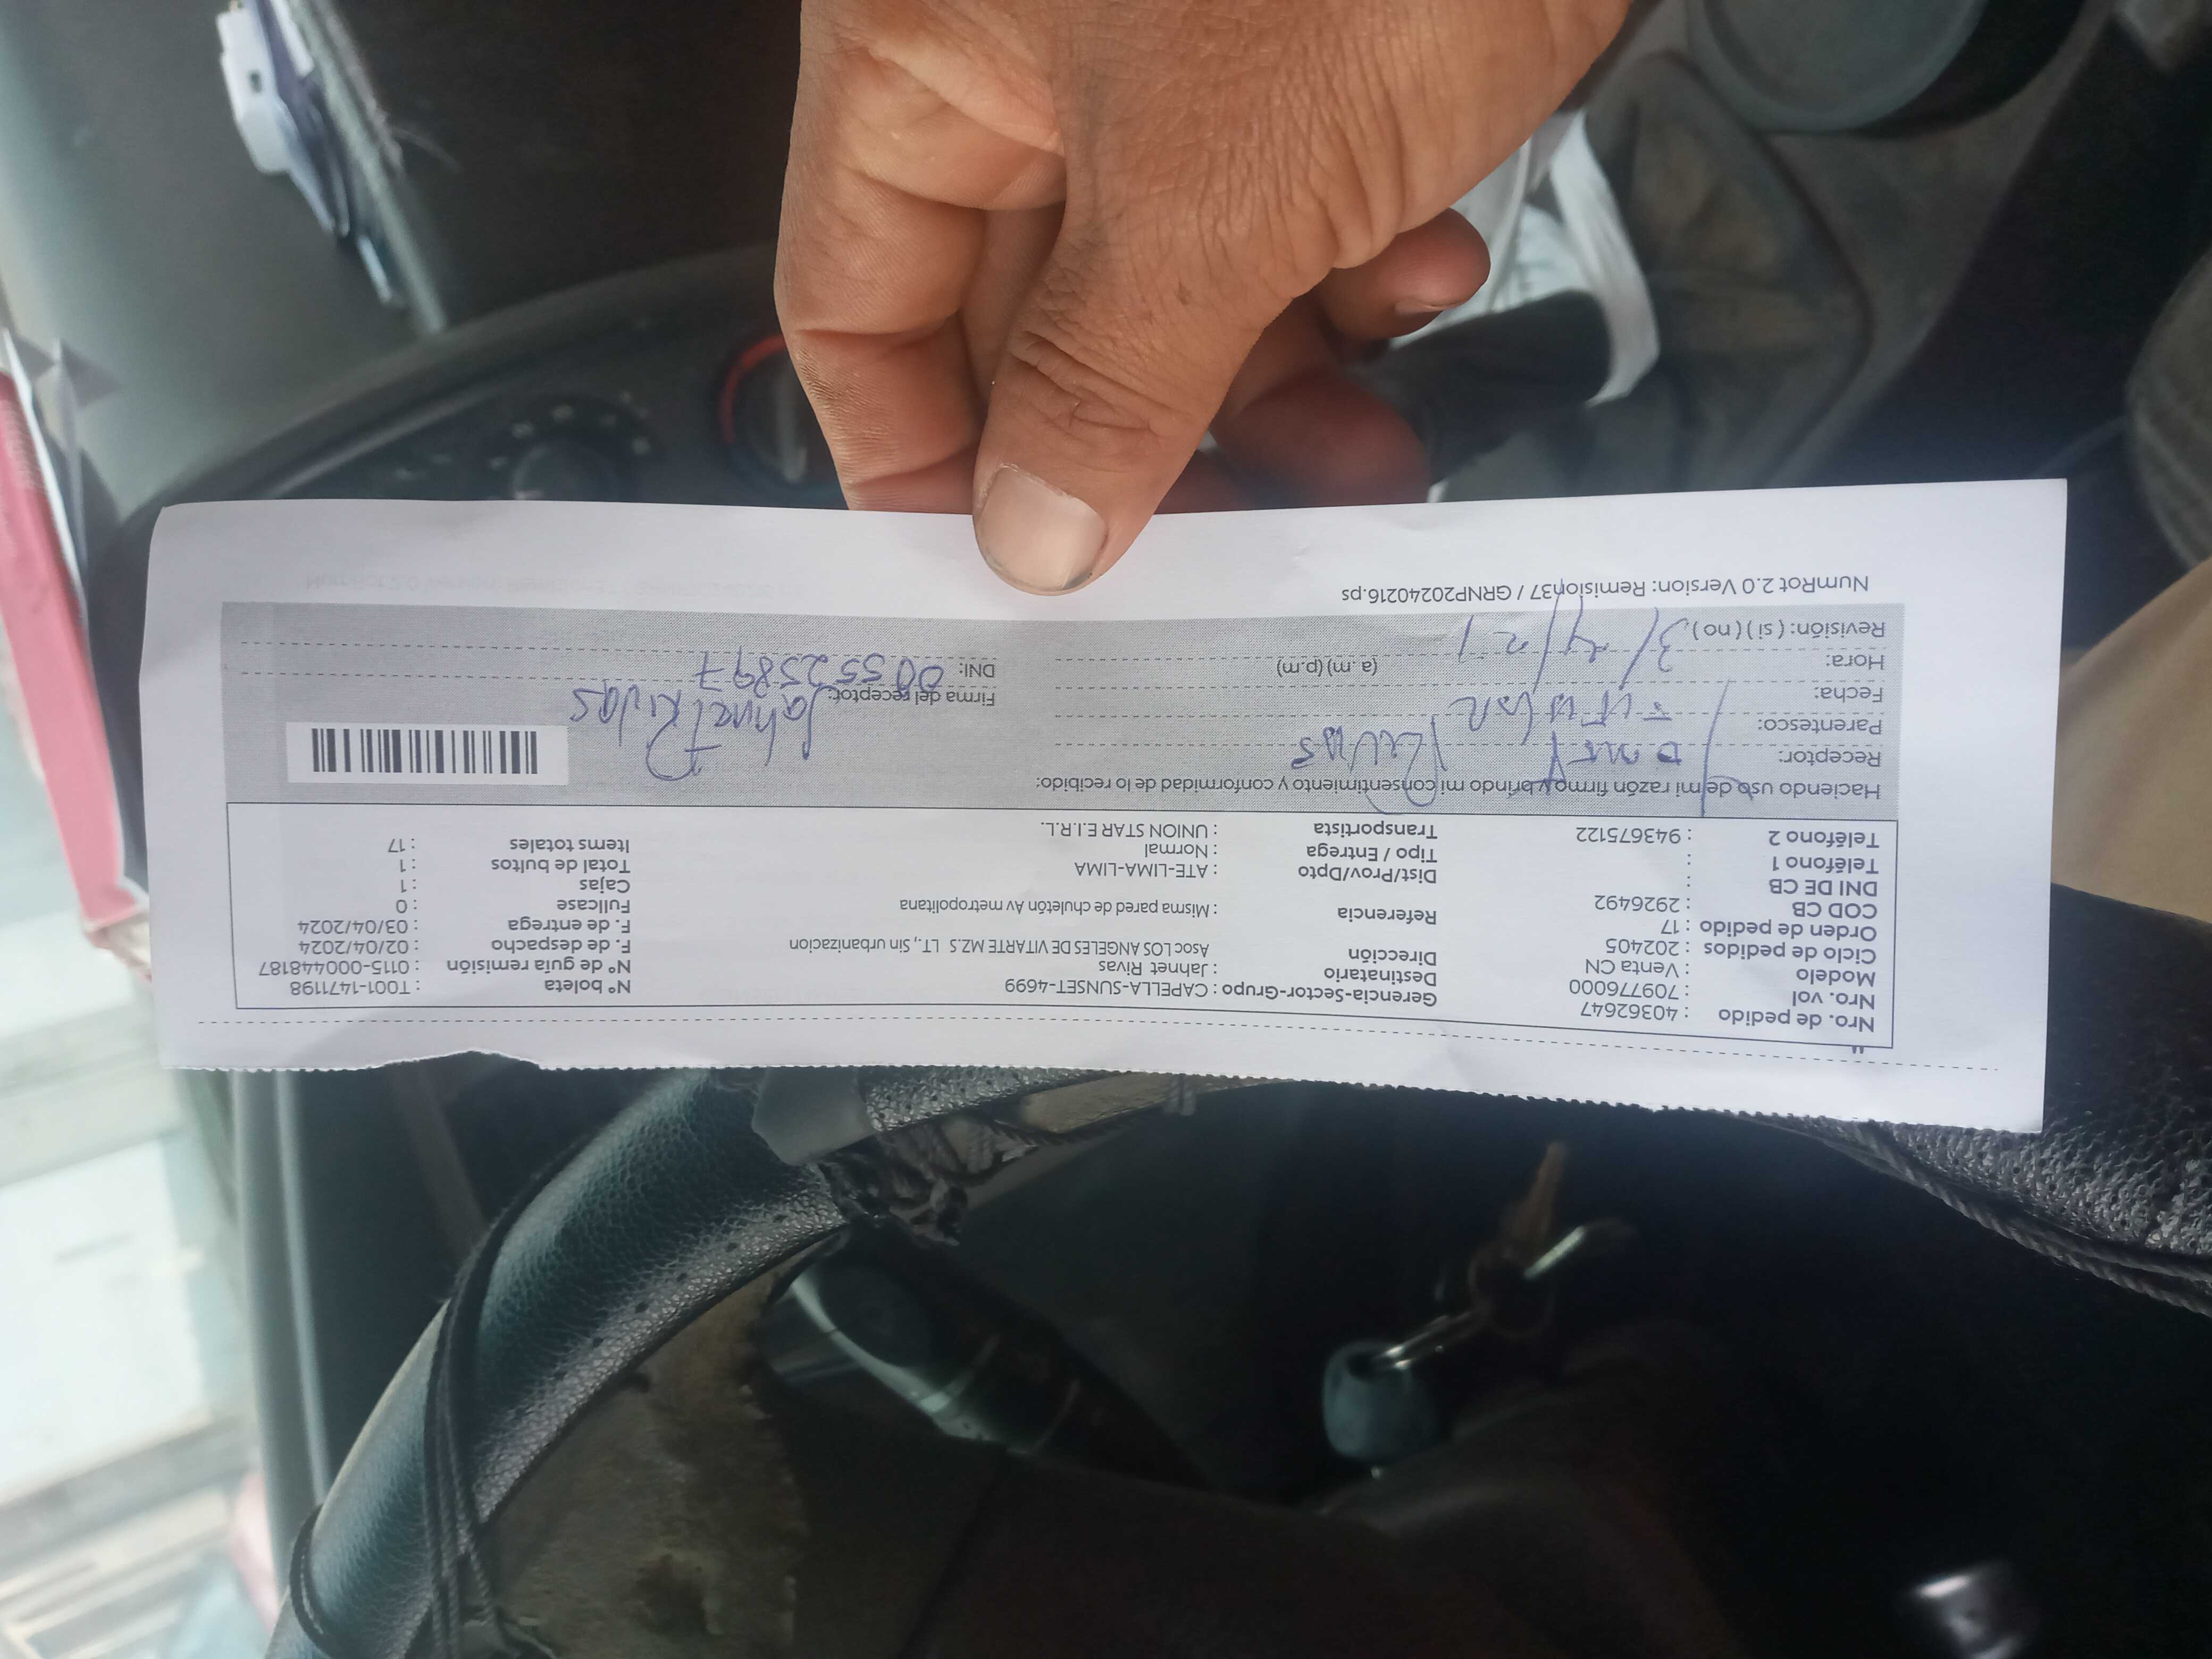 Nro. de pedido : 40362647
Nro. vol : 709776000
Modelo : Venta CN
Ciclo de pedidos : 202405
Orden de pedido : 17
COD CB : 2926492
DNI DE CB :
Teléfono 1 :
Teléfono 2 : 943675122
Gerencia-Sector-Grupo : CAPELLA-SUNSET-4699
Destinatario : Jahnet Rivas
Dirección Asoc LOS ANGELES DE VITARTE MZ.S LT., Sin urbanizacion
Referencia : Misma pared de chuletón Av metropolitana
Dist/Prov/Dpto : ATE-LIMA-LIMA
Tipo / Entrega : Normal
Transportista : UNION STAR E.I.R.L.
N° boleta : T001-1471198
N° de guía remisión : 0115-000448187
F. de despacho : 02/04/2024
F. de entrega : 03/04/2024
Fullcase : 0
Cajas : 1
Total de bultos : 1
Items totales : 17
Haciendo uso de mi razón firmo y brindo mi consentimiento y conformidad de lo recibido:
Receptor:
Parentesco:
Fecha:
Hora: (a. m) (p.m)
Revisión: ( si ) ( no )
Jahnet Rivas
Firma del receptor:
DNI: 005525897
NumRot 2.0 Version: Remision37 / GRNP20240216.ps